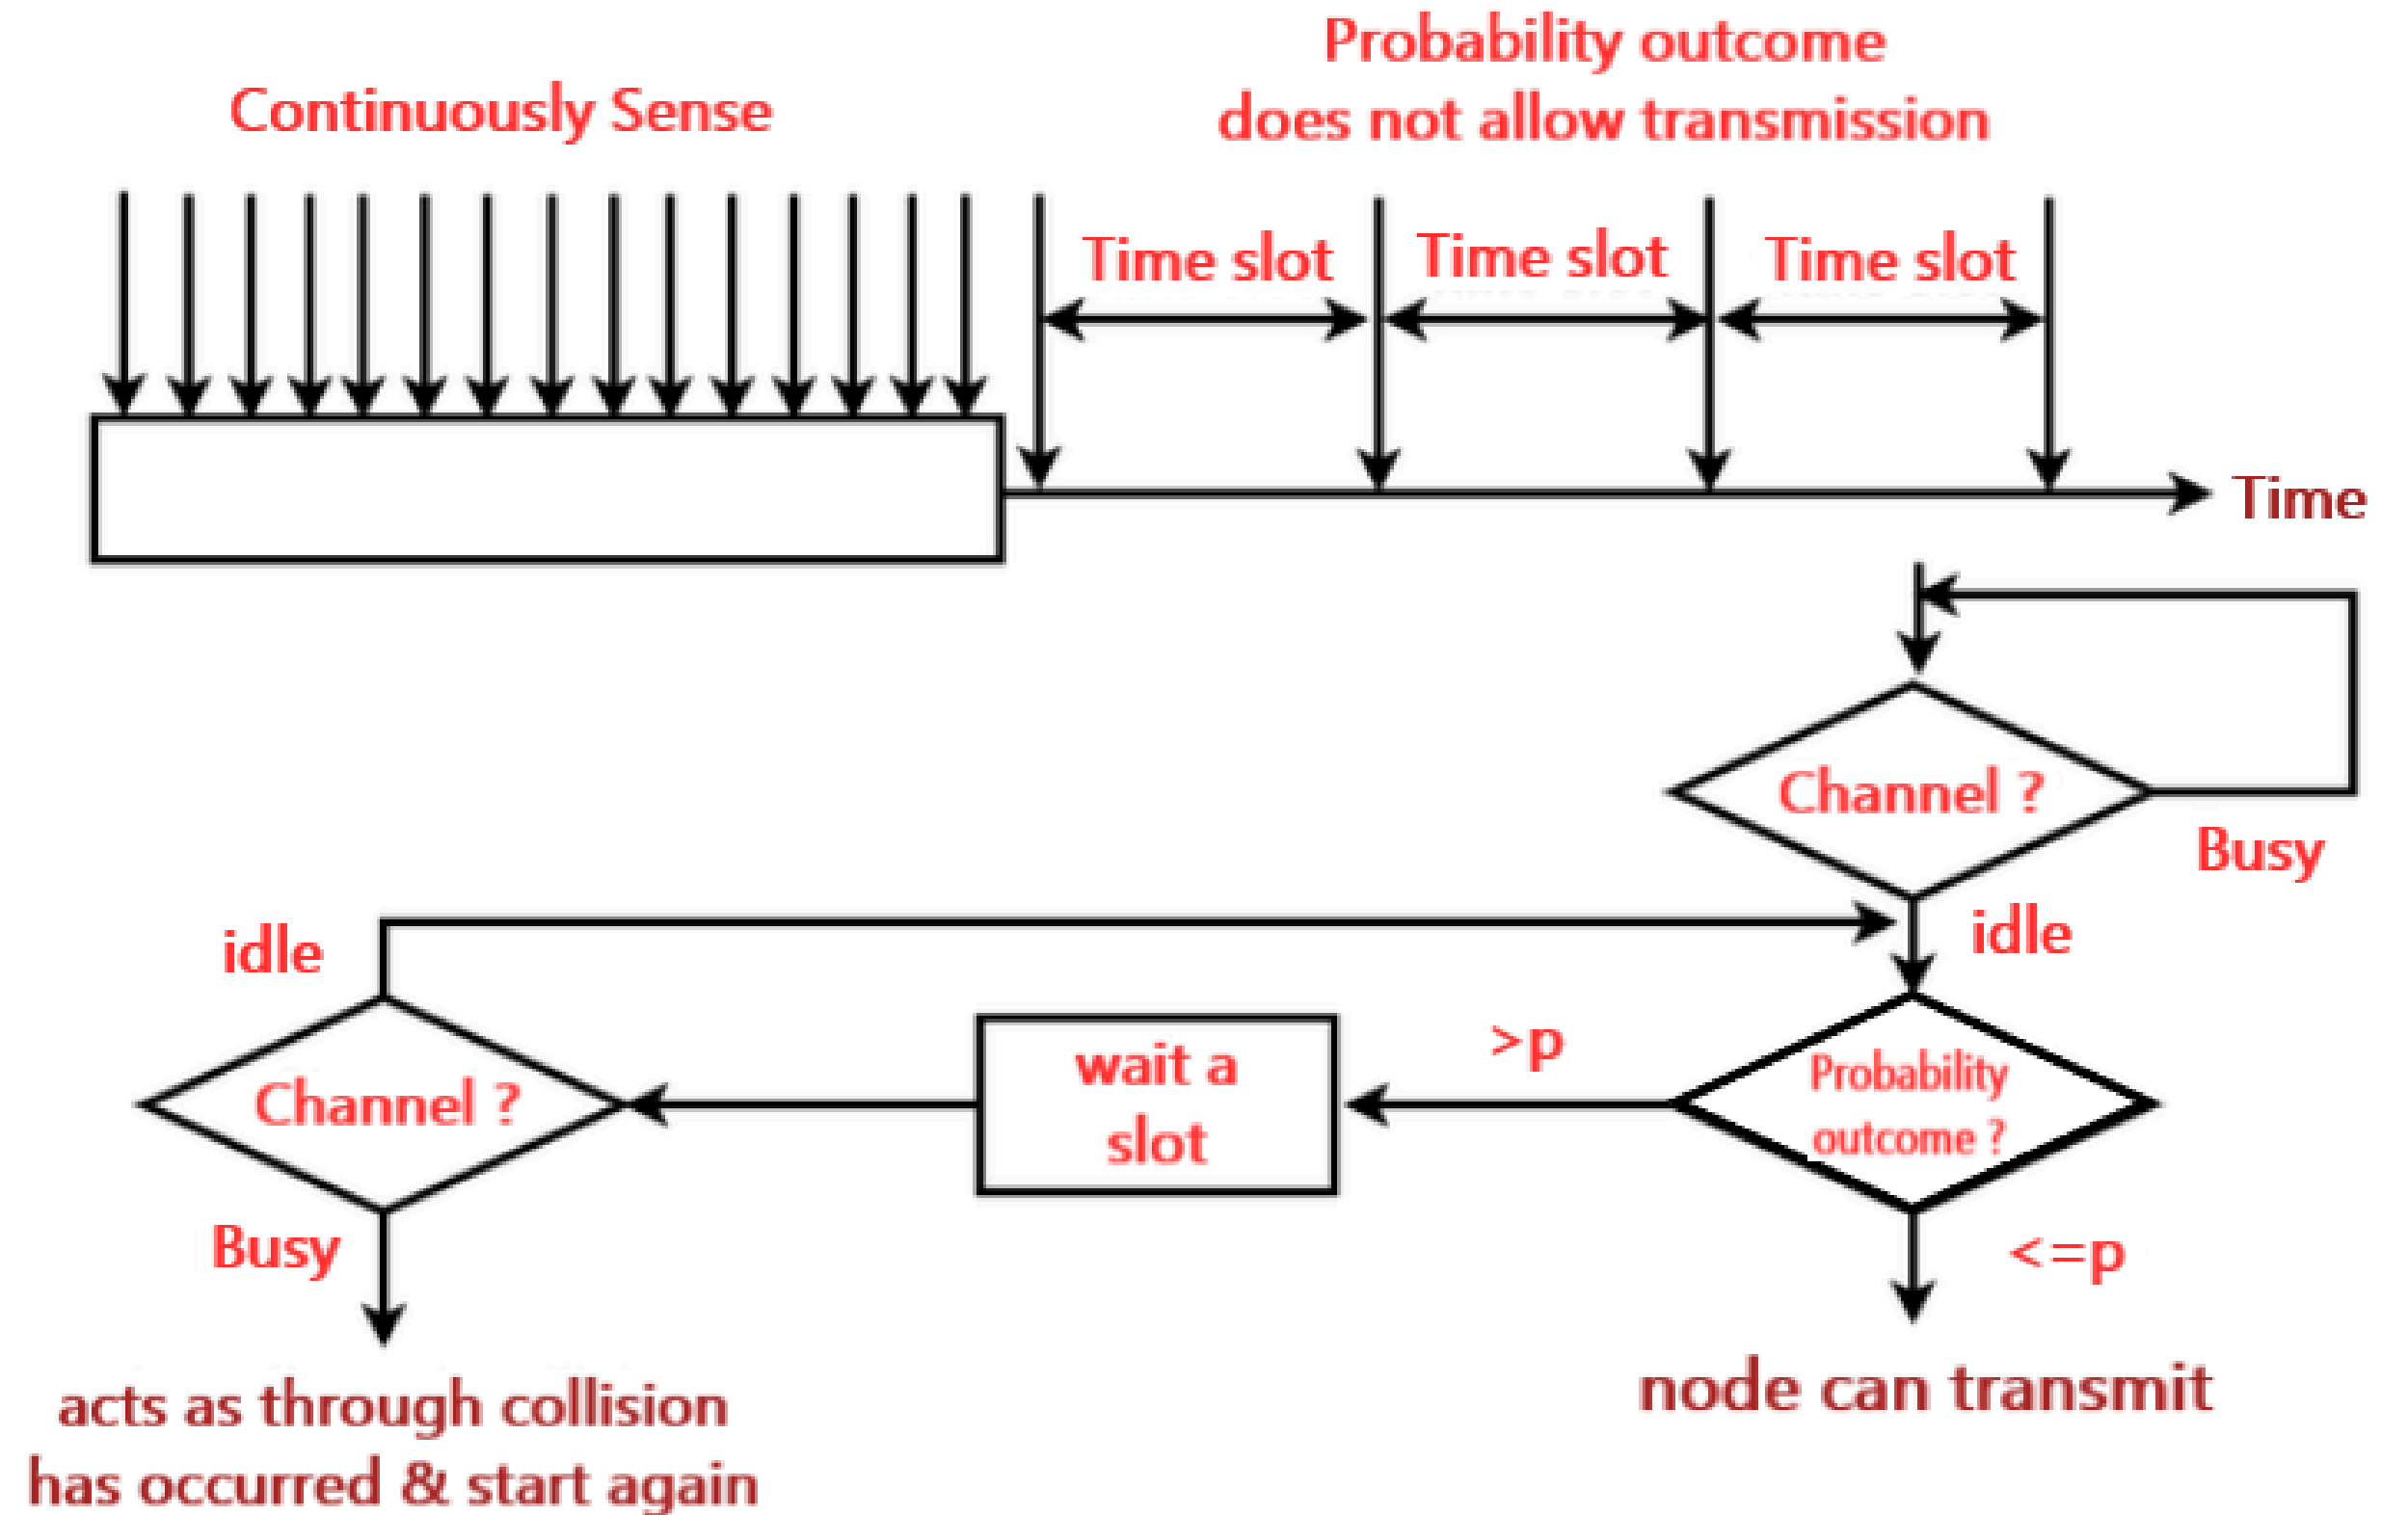 Probability outcome
does not allow transmission
Continuously Sense
Time slot
Time slot
Time slot
Time
Channel ?
Busy
idle
idle
Probability
outcome ?
>p
wait a
slot
Channel ?
Busy
<=p
node can transmit
acts as through collision
has occurred & start again